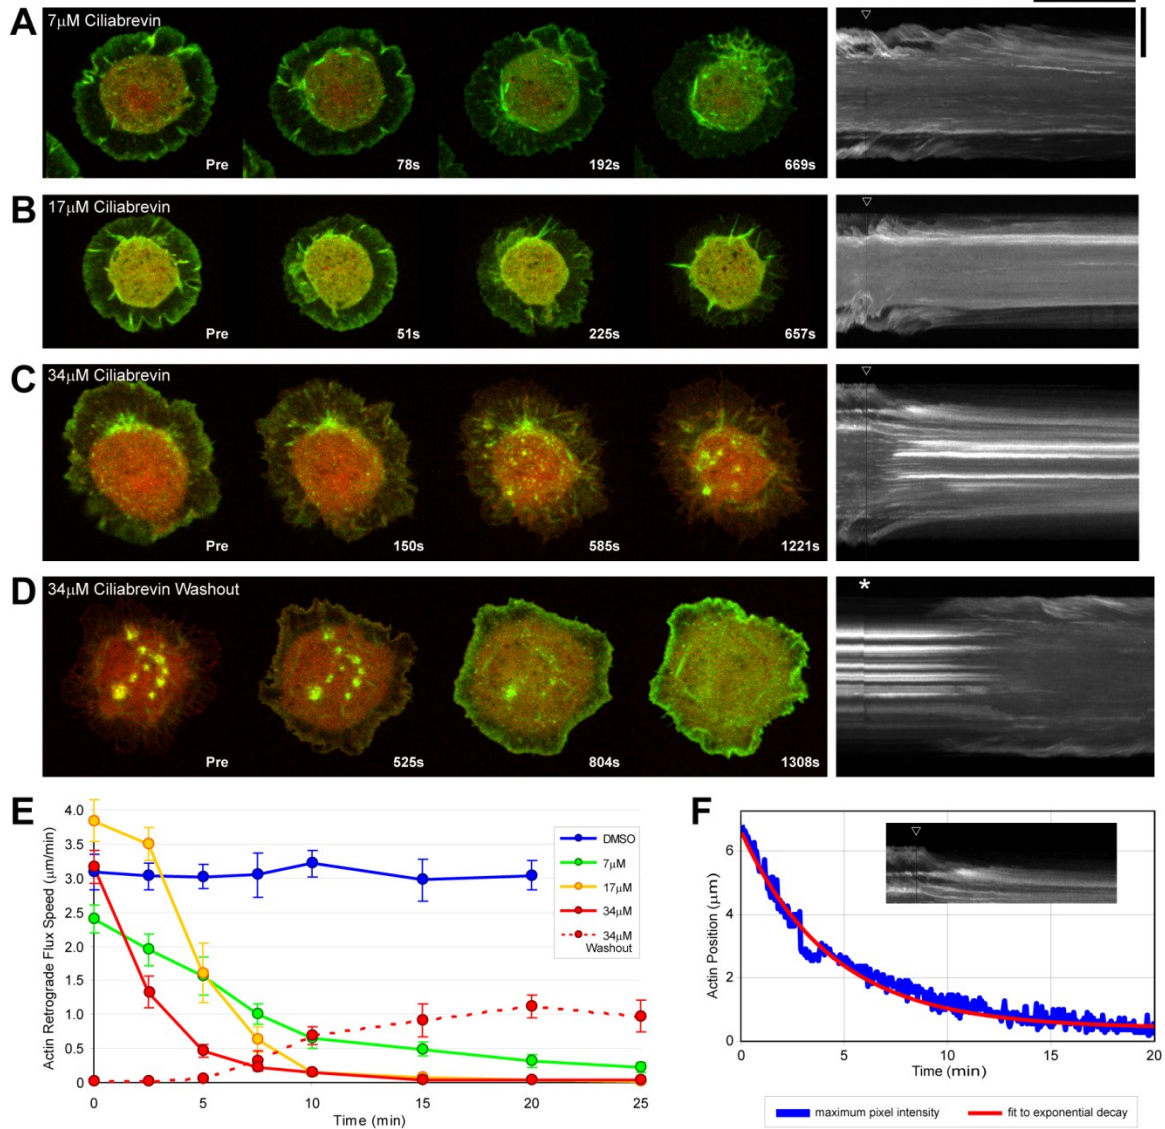 A
7µM Ciliabrevin
Pre
78s
192s
669s
B
17µM Ciliabrevin
Pre
51s
225s
657s
C
34µM Ciliabrevin
Pre
150s
585s
1221s
D
34µM Ciliabrevin Washout
*
Pre
525s
804s
1308s
E
Actin Retrograde Flux Speed (µm/min)
4.0
3.5
3.0
2.5
2.0
1.5
1.0
0.5
0
0
5
10
15
20
25
Time (min)
DMSO
7µM
17µM
34µM
34µM
Washout
F
Actin Position (µm)
6
4
2
0
0
5
10
15
20
Time (min)
maximum pixel intensity
fit to exponential decay